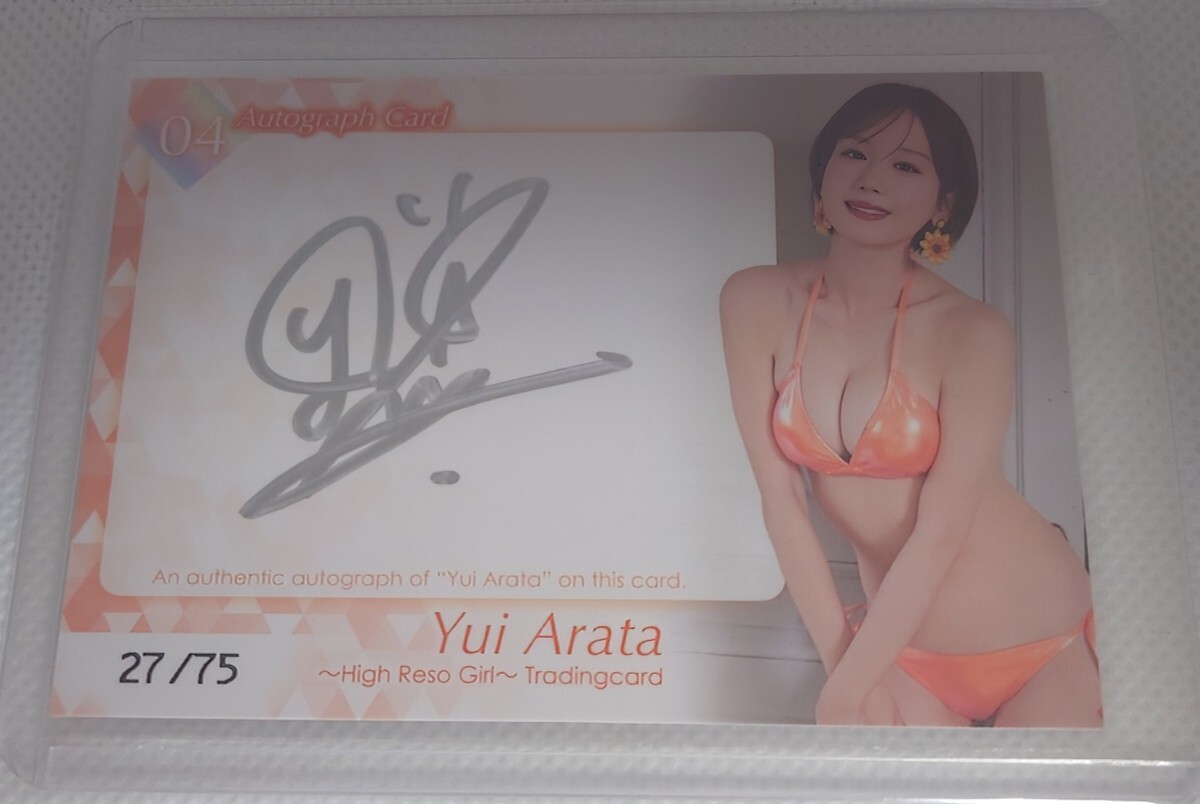 04
Autograph Card
An authentic autograph of “Yui Arata” on this card.
Yui Arata
～High Reso Girl～ Tradingcard
27/75